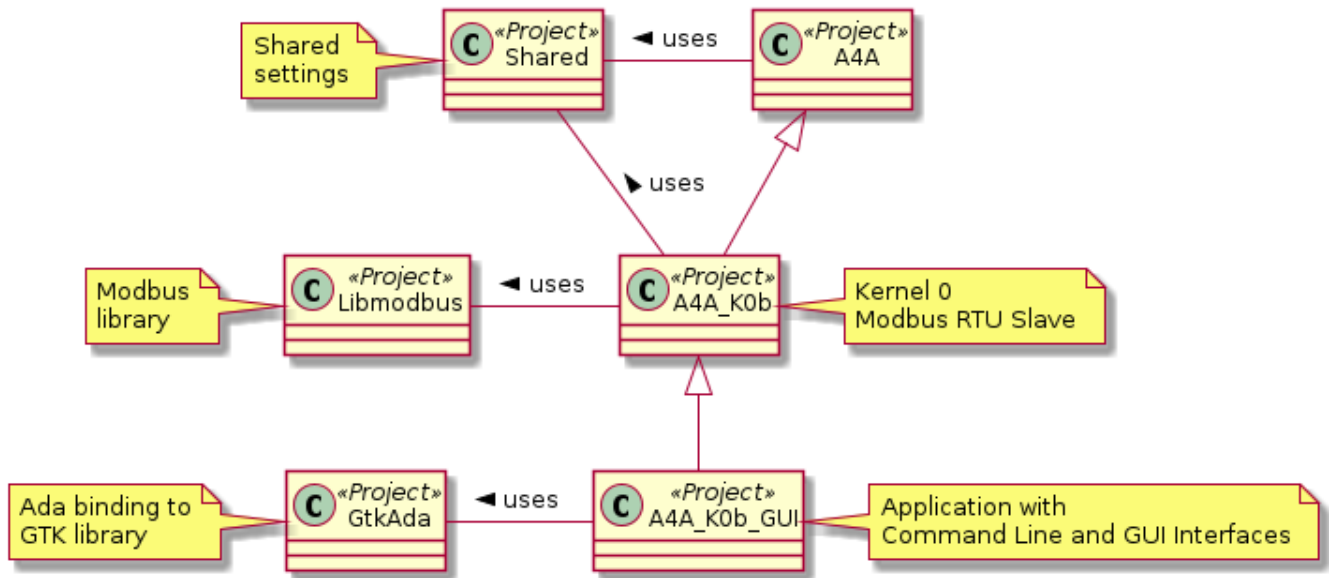 Shared
settings
C
«Project»
Shared
◄ uses
C
«Project»
A4A
uses
Modbus
library
C
«Project»
Libmodbus
◄ uses
C
«Project»
A4A_K0b
Kernel 0
Modbus RTU Slave
Ada binding to
GTK library
C
«Project»
GtkAda
◄ uses
C
«Project»
A4A_K0b_GUI
Application with
Command Line and GUI Interfaces